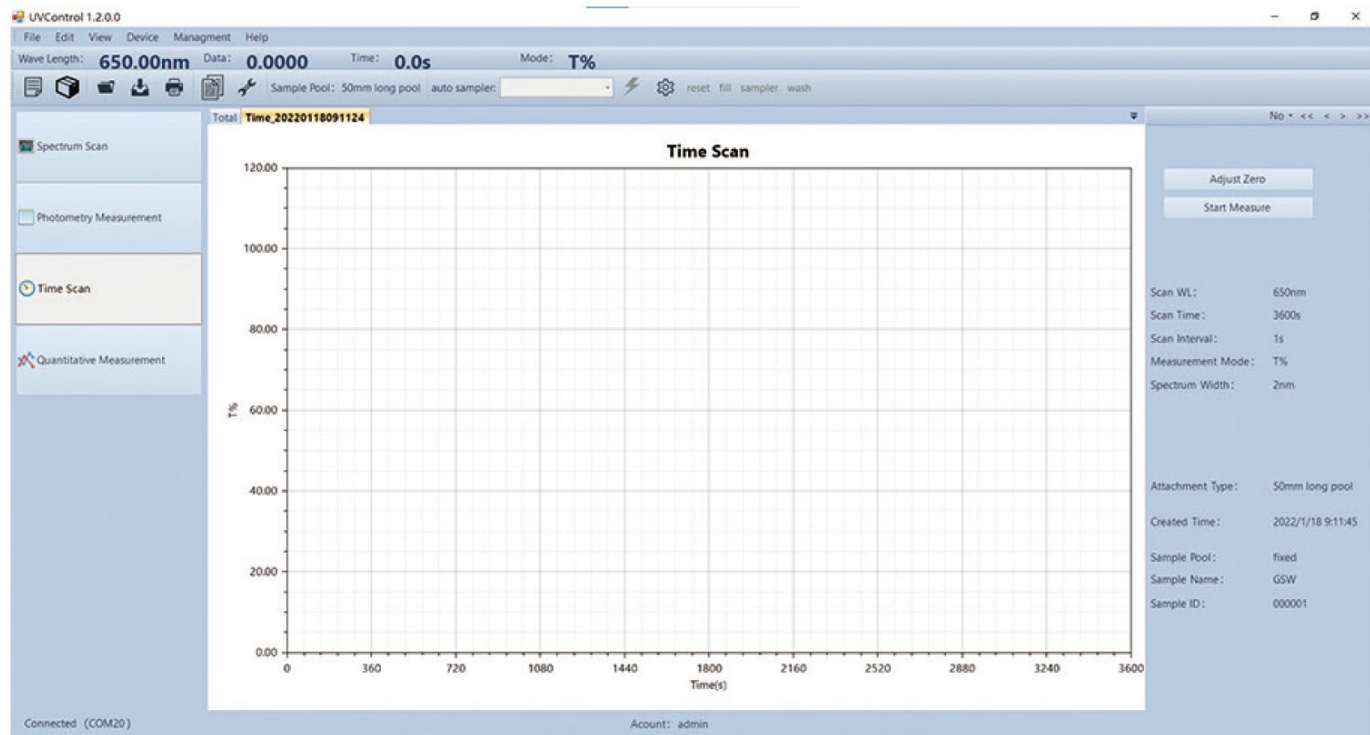 UVControl 1.2.0.0
File Edit View Device Managment Help
Wave Length: 650.00nm Data: 0.0000 Time: 0.0s Mode: T%
Sample Pool: 50mm long pool auto sampler: reset fill sampler wash
Total Time_20220118091124 No << < > >>
Spectrum Scan
Photometry Measurement
Time Scan
Quantitative Measurement
Time Scan
120.00
100.00
80.00
60.00
40.00
20.00
0.00
T%
0 360 720 1080 1440 1800 2160 2520 2880 3240 3600
Time(s)
Adjust Zero
Start Measure
Scan WL: 650nm
Scan Time: 3600s
Scan Interval: 1s
Measurement Mode: T%
Spectrum Width: 2nm
Attachment Type: 50mm long pool
Created Time: 2022/1/18 9:11:45
Sample Pool: fixed
Sample Name: GSW
Sample ID: 000001
Connected (COM20) Acount: admin